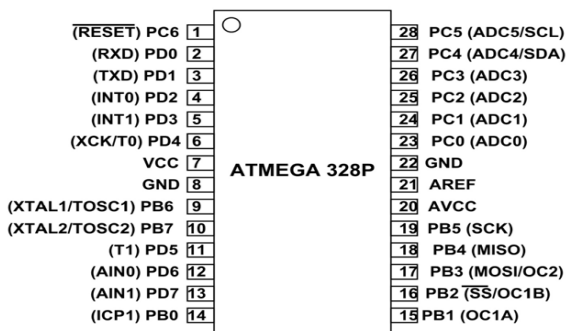 (RESET) PC6 1
(RXD) PD0 2
(TXD) PD1 3
(INT0) PD2 4
(INT1) PD3 5
(XCK/T0) PD4 6
VCC 7
GND 8
(XTAL1/TOSC1) PB6 9
(XTAL2/TOSC2) PB7 10
(T1) PD5 11
(AIN0) PD6 12
(AIN1) PD7 13
(ICP1) PB0 14
ATMEGA 328P
28 PC5 (ADC5/SCL)
27 PC4 (ADC4/SDA)
26 PC3 (ADC3)
25 PC2 (ADC2)
24 PC1 (ADC1)
23 PC0 (ADC0)
22 GND
21 AREF
20 AVCC
19 PB5 (SCK)
18 PB4 (MISO)
17 PB3 (MOSI/OC2)
16 PB2 (SS/OC1B)
15 PB1 (OC1A)